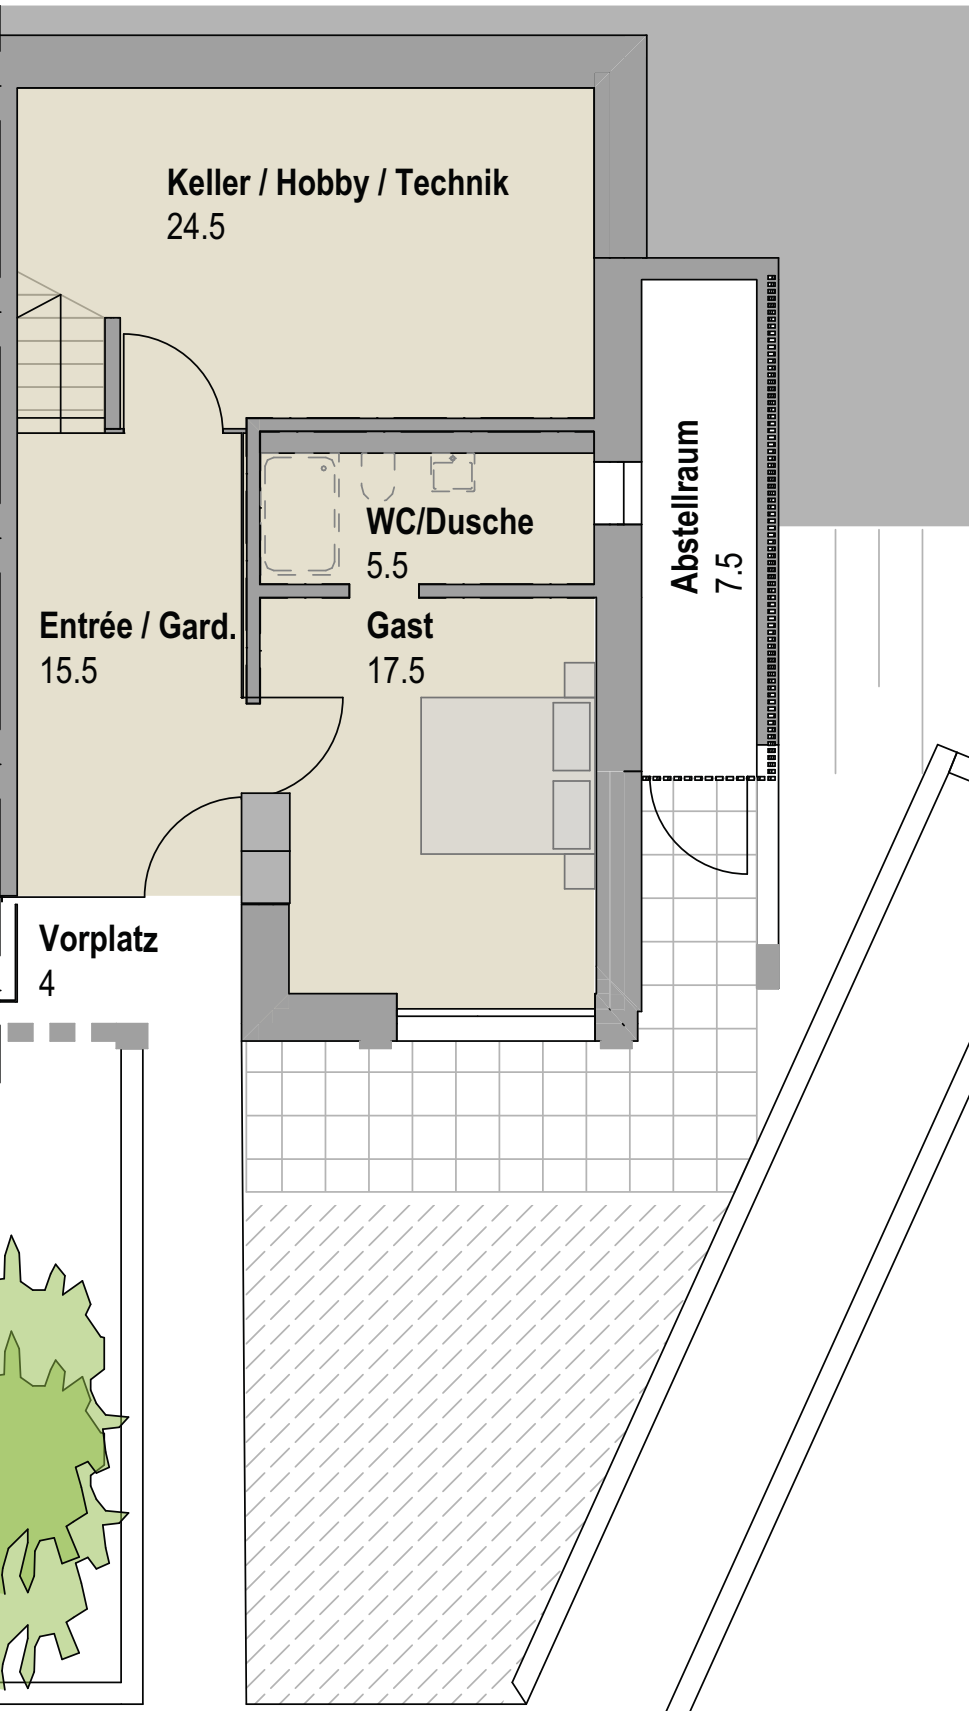 Keller / Hobby / Technik
24.5
Abstellraum
7.5
WC/Dusche
5.5
Entrée / Gard.
15.5
Gast
17.5
Vorplatz
4